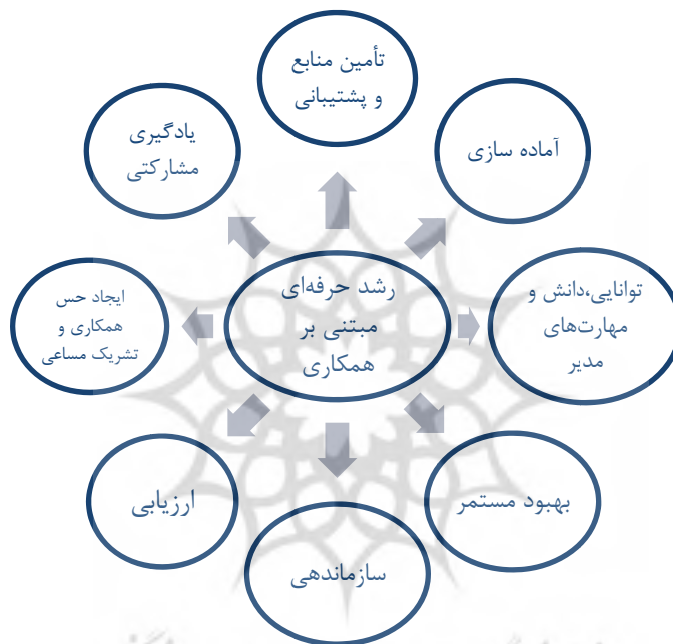 تأمین منابع
و پشتیبانی
آماده سازی
توانایی،دانش و
مهارت‌های
مدیر
بهبود مستمر
سازماندهی
ارزیابی
ایجاد حس
همکاری و
تشریک مساعی
یادگیری
مشارکتی
رشد حرفه‌ای
مبتنی بر
همکاری